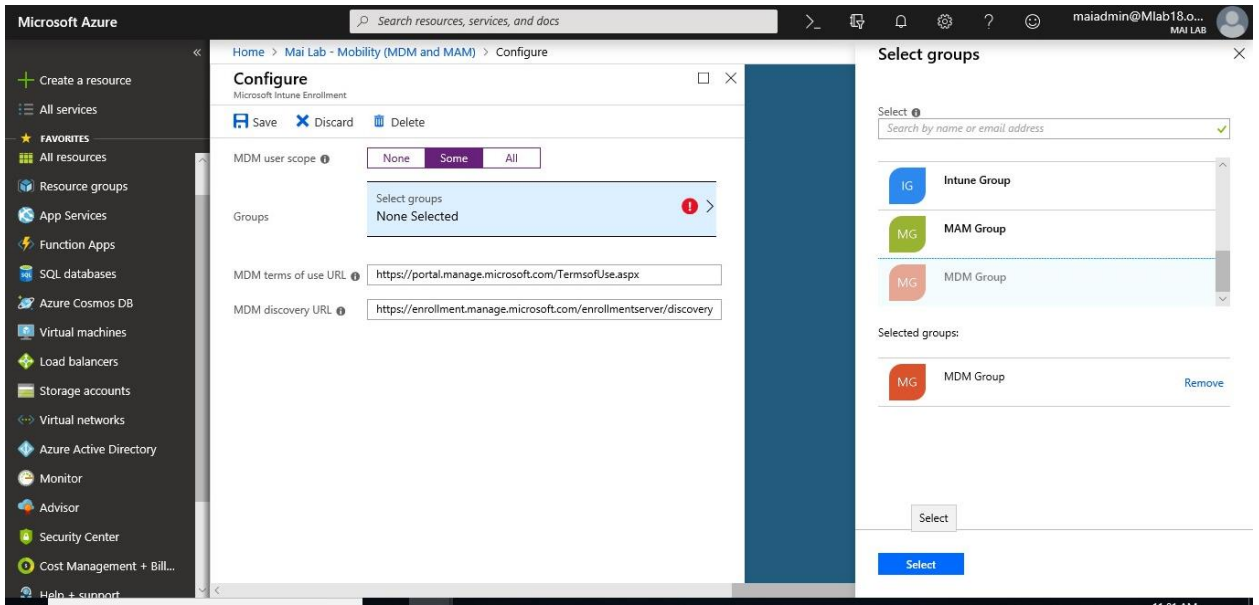 Microsoft Azure
Search resources, services, and docs
maiadmin@Mlab18.o...
MAI LAB
Create a resource
All services
FAVORITES
All resources
Resource groups
App Services
Function Apps
SQL databases
Azure Cosmos DB
Virtual machines
Load balancers
Storage accounts
Virtual networks
Azure Active Directory
Monitor
Advisor
Security Center
Cost Management + Bill...
Help + support
Home > Mai Lab - Mobility (MDM and MAM) > Configure
Configure
Microsoft Intune Enrollment
Save Discard Delete
MDM user scope None Some All
Groups
Select groups
None Selected
MDM terms of use URL https://portal.manage.microsoft.com/TermsofUse.aspx
MDM discovery URL https://enrollment.manage.microsoft.com/enrollmentserver/discovery
Select groups
Select
Search by name or email address
IG Intune Group
MG MAM Group
MG MDM Group
Selected groups:
MG MDM Group
Remove
Select
Select